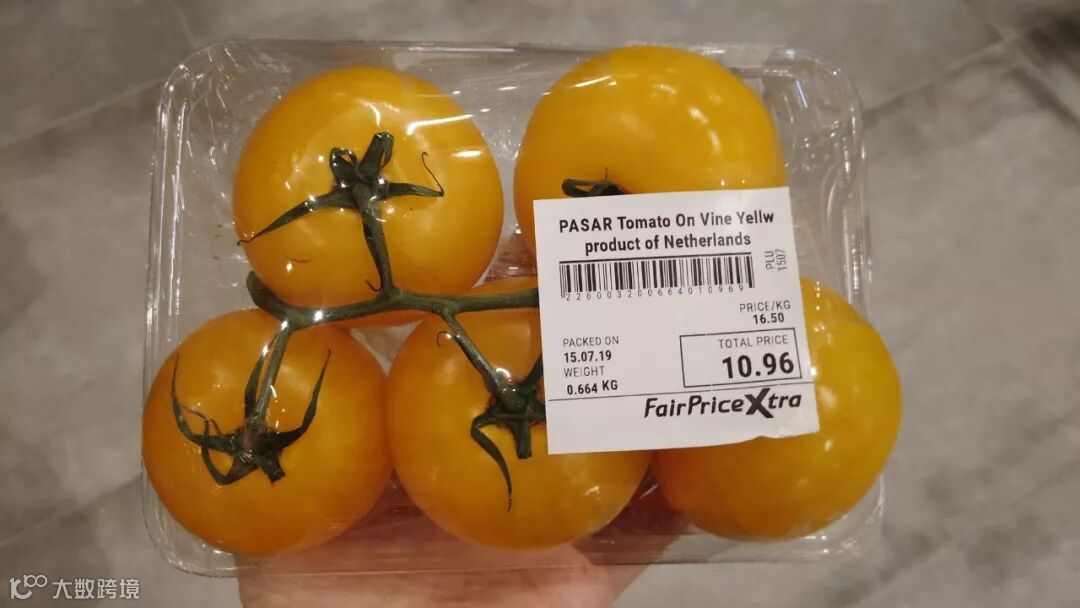 PASAR Tomato On Vine Yellw
product of Netherlands
PLU
1507
226003200664010969
PRICE/KG
16.50
PACKED ON
15.07.19
WEIGHT
0.664 KG
TOTAL PRICE
10.96
FairPriceXtra
大数跨境